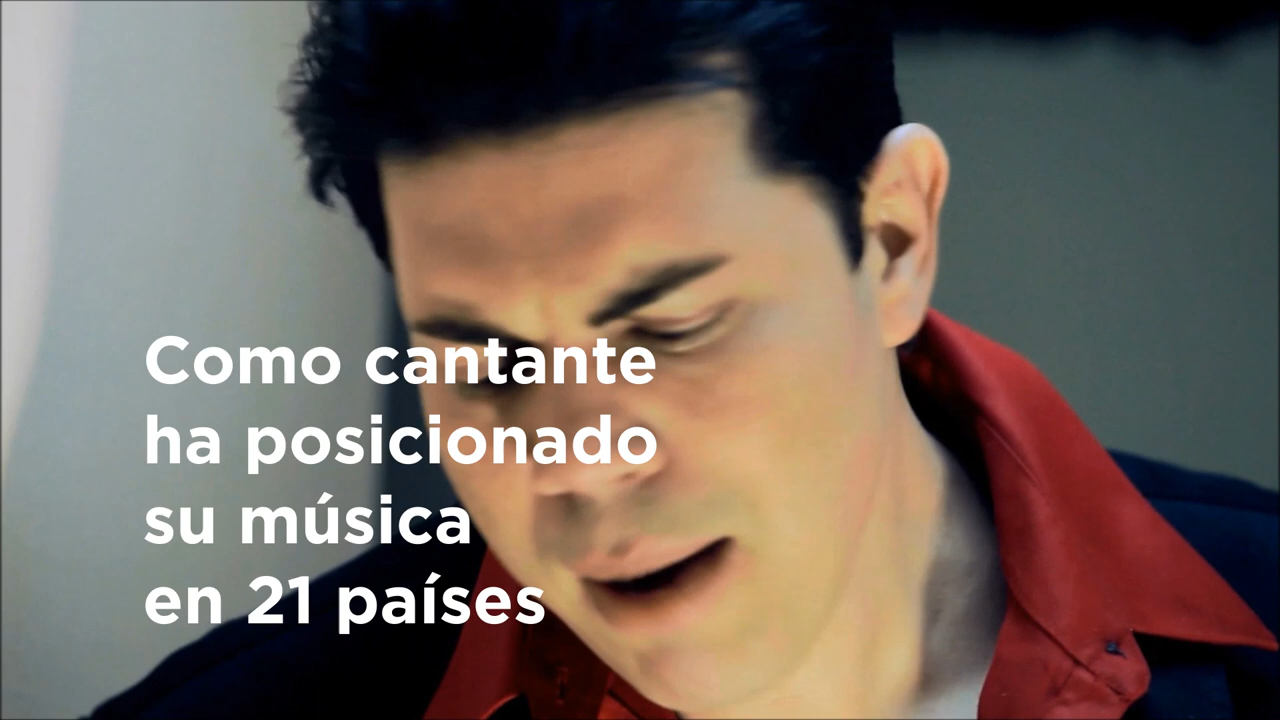 Como cantante
ha posicionado
su música
en 21 países